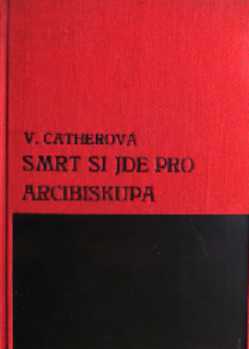 V. CATHEROVÁ
SMRT SI JDE PRO
ARCIBISKUPA